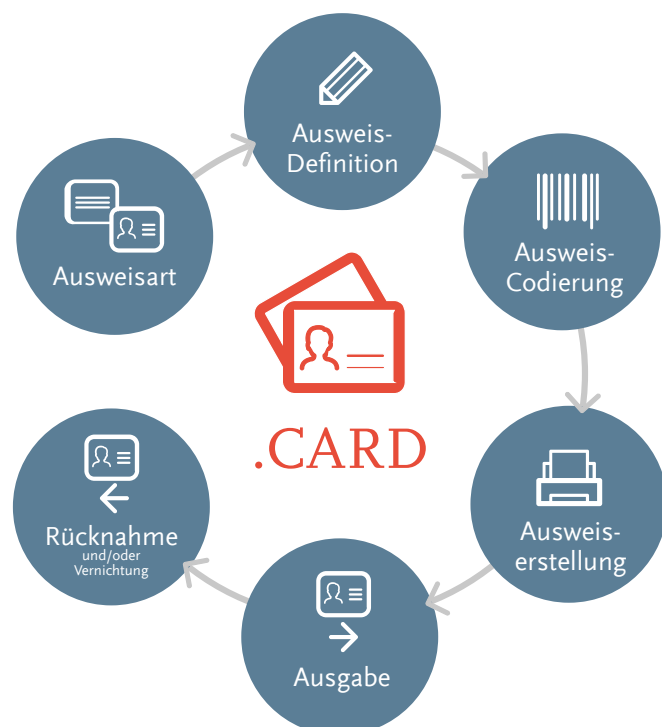 Ausweisart
Ausweis-
Definition
Ausweis-
Codierung
Ausweis-
erstellung
Ausgabe
Rücknahme
und/oder
Vernichtung
.CARD